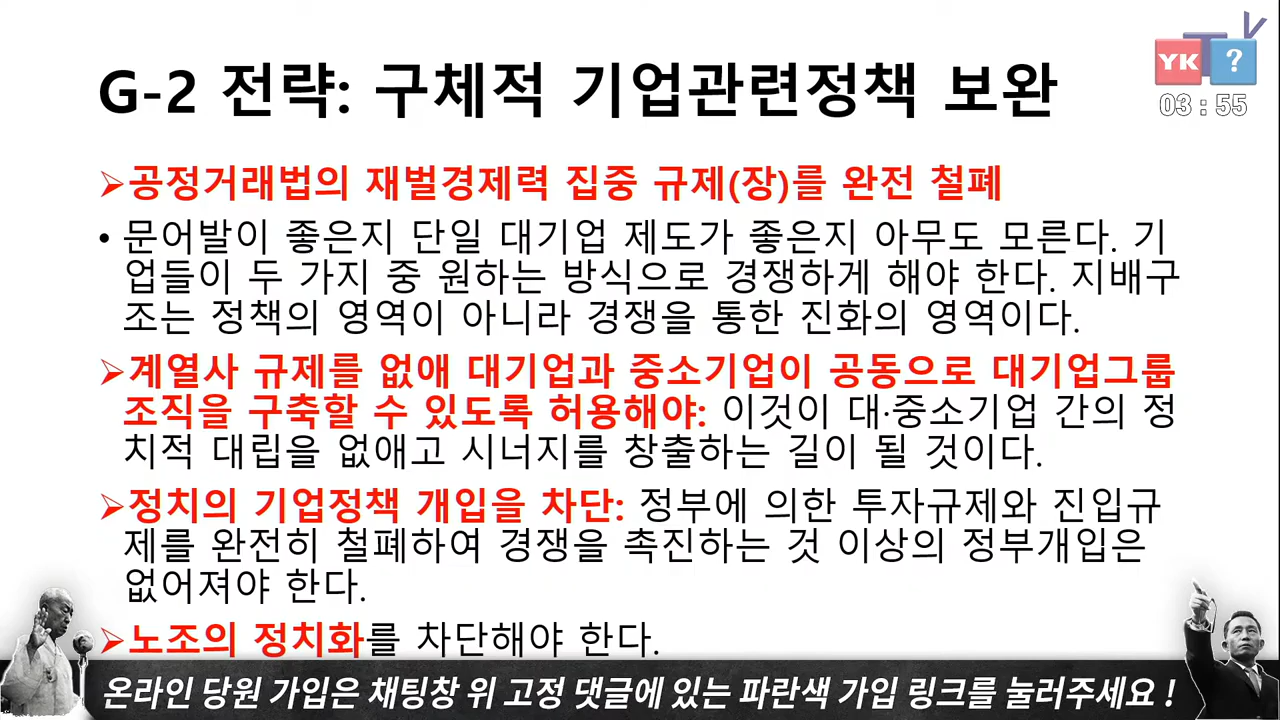 G-2 전략: 구체적 기업관련정책 보완
YK
T
V
?
03 : 55
➢공정거래법의 재벌경제력 집중 규제(장)를 완전 철폐
• 문어발이 좋은지 단일 대기업 제도가 좋은지 아무도 모른다. 기
업들이 두 가지 중 원하는 방식으로 경쟁하게 해야 한다. 지배구
조는 정책의 영역이 아니라 경쟁을 통한 진화의 영역이다.
➢계열사 규제를 없애 대기업과 중소기업이 공동으로 대기업그룹
조직을 구축할 수 있도록 허용해야: 이것이 대·중소기업 간의 정
치적 대립을 없애고 시너지를 창출하는 길이 될 것이다.
➢정치의 기업정책 개입을 차단: 정부에 의한 투자규제와 진입규
제를 완전히 철폐하여 경쟁을 촉진하는 것 이상의 정부개입은
없어져야 한다.
➢노조의 정치화를 차단해야 한다.
온라인 당원 가입은 채팅창 위 고정 댓글에 있는 파란색 가입 링크를 눌러주세요 !